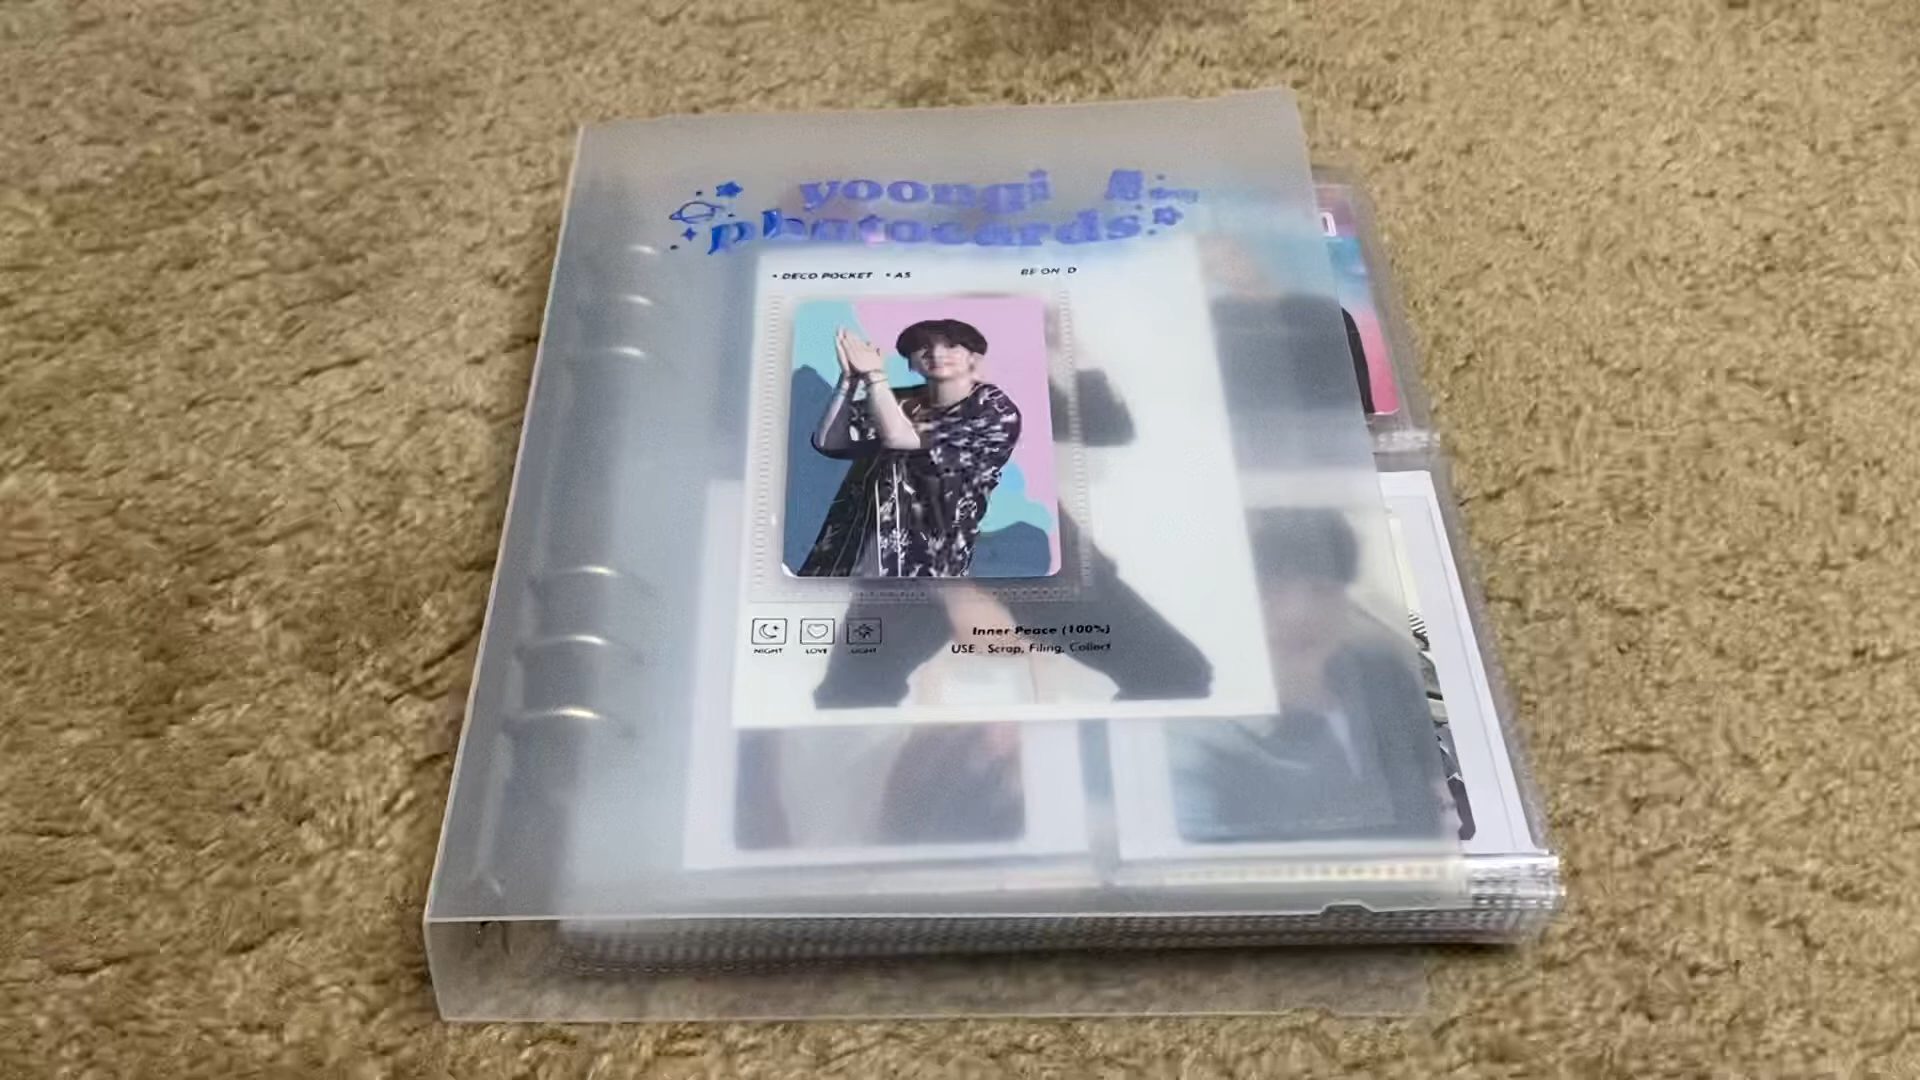 yoongi
photocards
• DECO POCKET • A5
BE ON D
NIGHT LOVE LIGHT
Inner Peace (100%)
USE . Scrap, Filing, Collect